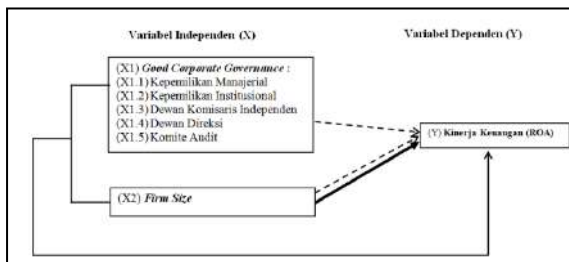 Variabel Independen (X)
Variabel Dependen (Y)
(X1) Good Corporate Governance :
(X1.1) Kepemilikan Manajerial
(X1.2) Kepemilikan Institusional
(X1.3) Dewan Komisaris Independen
(X1.4) Dewan Direksi
(X1.5) Komite Audit
(Y) Kinerja Keuangan (ROA)
(X2) Firm Size